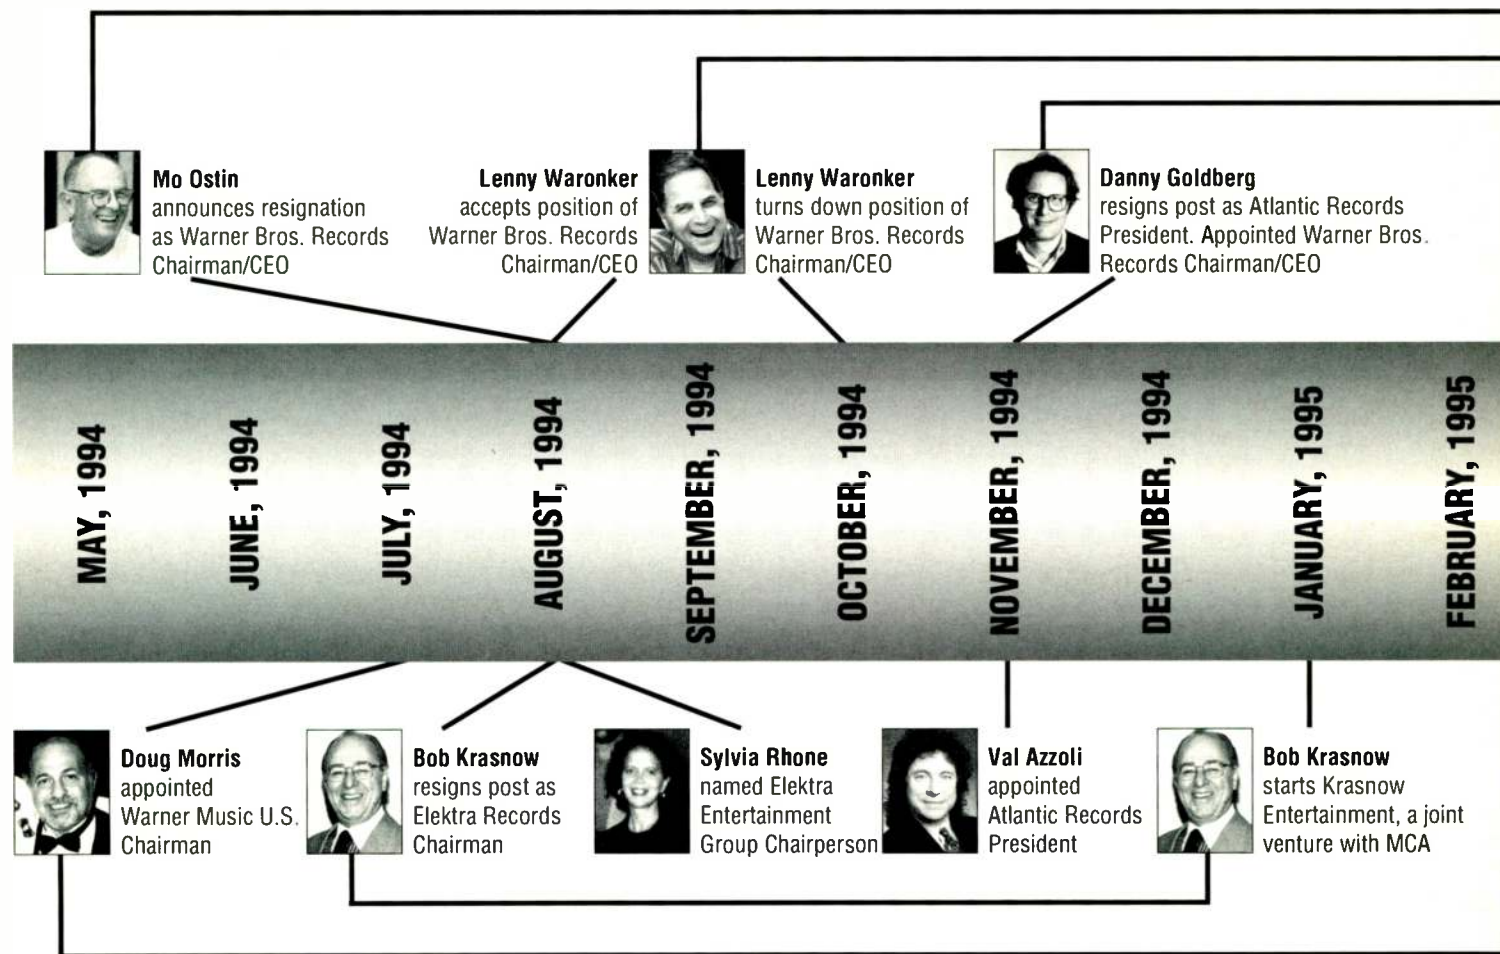 Mo Ostin
announces resignation
as Warner Bros. Records
Chairman/CEO
Lenny Waronker
accepts position of
Warner Bros. Records
Chairman/CEO
Lenny Waronker
turns down position of
Warner Bros. Records
Chairman/CEO
Danny Goldberg
resigns post as Atlantic Records
President. Appointed Warner Bros.
Records Chairman/CEO
MAY, 1994
JUNE, 1994
JULY, 1994
AUGUST, 1994
SEPTEMBER, 1994
OCTOBER, 1994
NOVEMBER, 1994
DECEMBER, 1994
JANUARY, 1995
FEBRUARY, 1995
Doug Morris
appointed
Warner Music U.S.
Chairman
Bob Krasnow
resigns post as
Elektra Records
Chairman
Sylvia Rhone
named Elektra
Entertainment
Group Chairperson
Val Azzoli
appointed
Atlantic Records
President
Bob Krasnow
starts Krasnow
Entertainment, a joint
venture with MCA